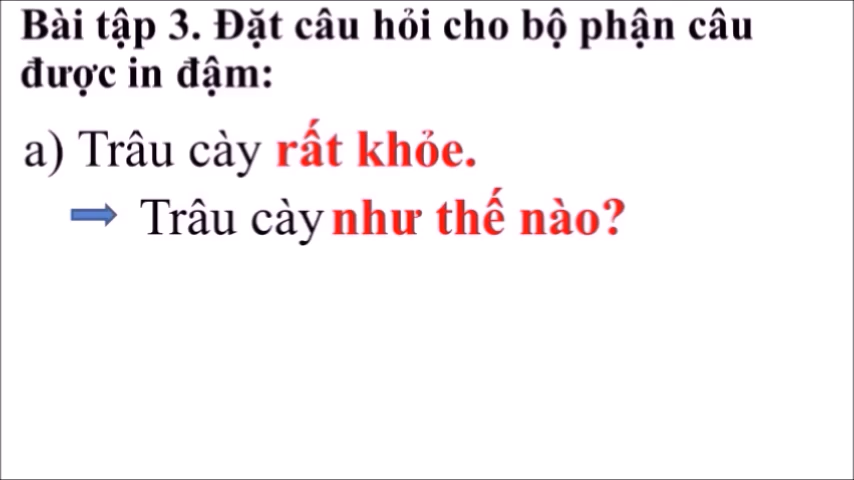 Bài tập 3. Đặt câu hỏi cho bộ phận câu
được in đậm:
a) Trâu cày rất khỏe.
Trâu cày như thế nào?